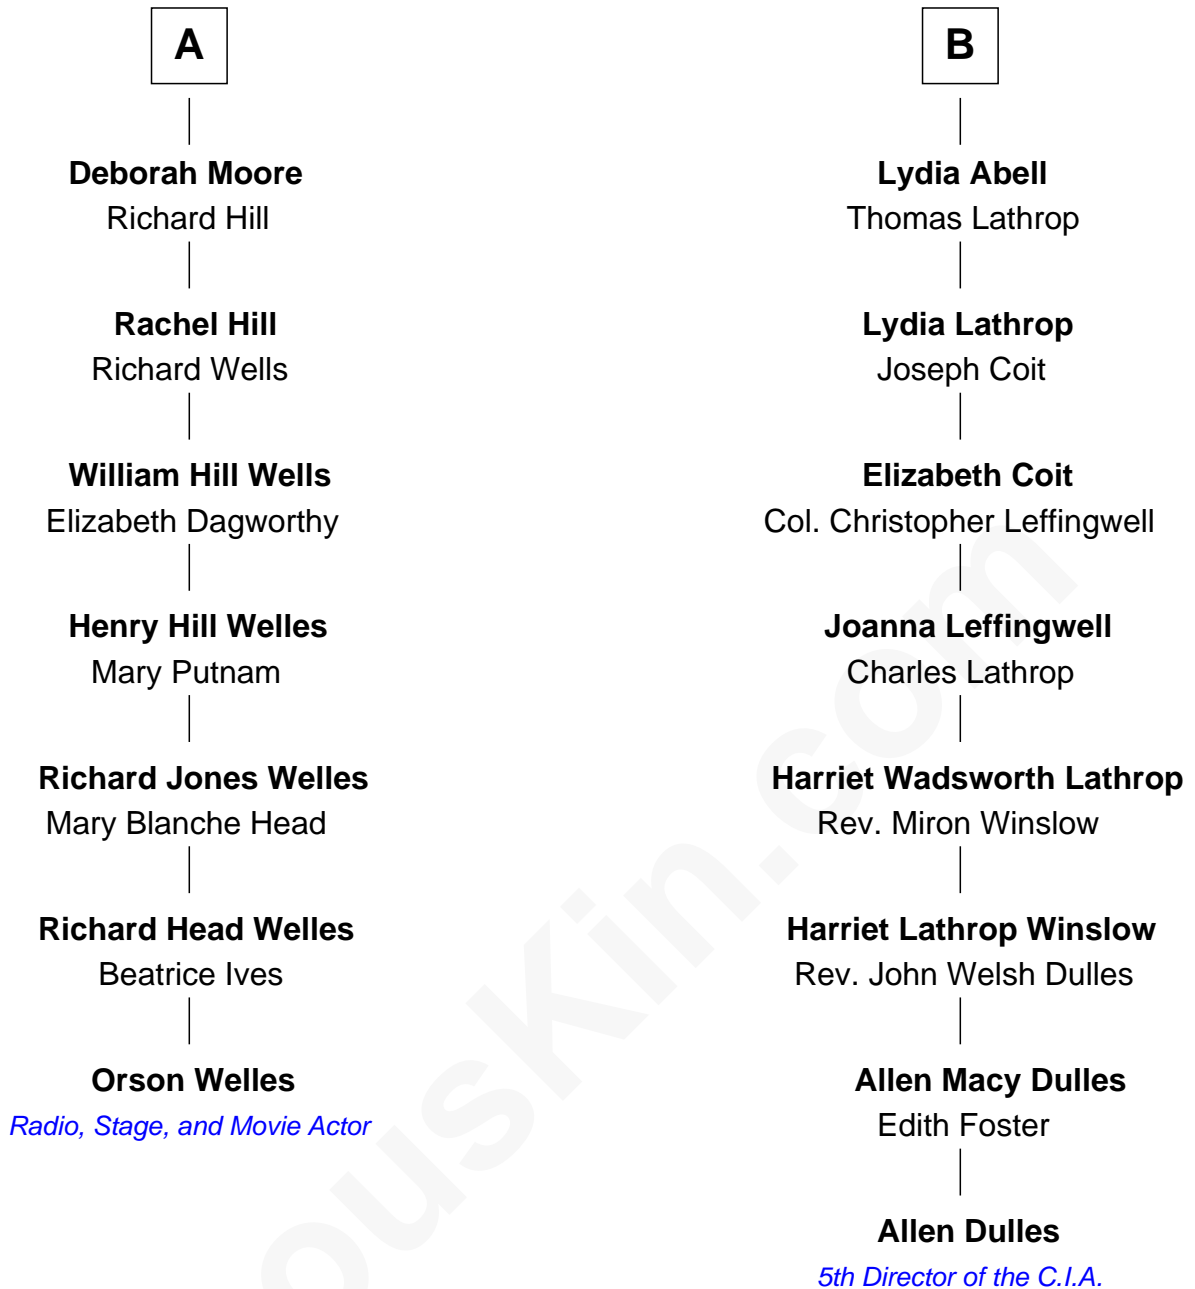 A
Deborah Moore
Richard Hill
Rachel Hill
Richard Wells
William Hill Wells
Elizabeth Dagworthy
Henry Hill Welles
Mary Putnam
Richard Jones Welles
Mary Blanche Head
Richard Head Welles
Beatrice Ives
Orson Welles
Radio, Stage, and Movie Actor
B
Lydia Abell
Thomas Lathrop
Lydia Lathrop
Joseph Coit
Elizabeth Coit
Col. Christopher Leffingwell
Joanna Leffingwell
Charles Lathrop
Harriet Wadsworth Lathrop
Rev. Miron Winslow
Harriet Lathrop Winslow
Rev. John Welsh Dulles
Allen Macy Dulles
Edith Foster
Allen Dulles
5th Director of the C.I.A.
ousKin.com